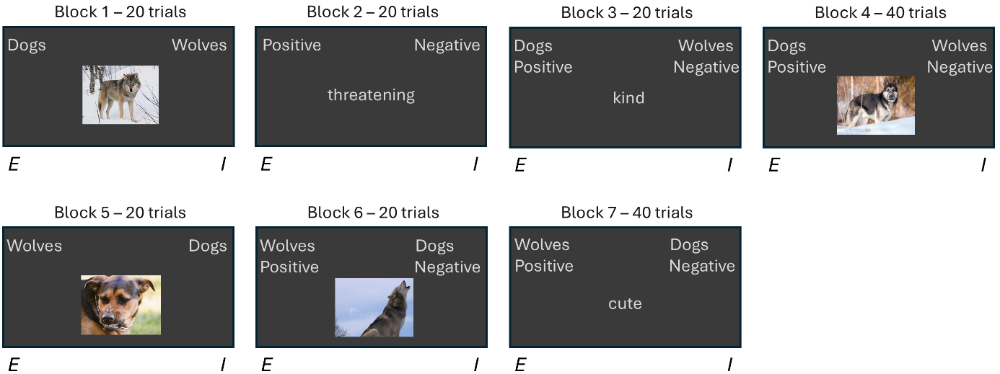 Block 1 – 20 trials
Dogs Wolves
E I
Block 2 – 20 trials
Positive Negative
threatening
E I
Block 3 – 20 trials
Dogs Wolves
Positive Negative
kind
E I
Block 4 – 40 trials
Dogs Wolves
Positive Negative
E I
Block 5 – 20 trials
Wolves Dogs
E I
Block 6 – 20 trials
Wolves Dogs
Positive Negative
E I
Block 7 – 40 trials
Wolves Dogs
Positive Negative
cute
E I